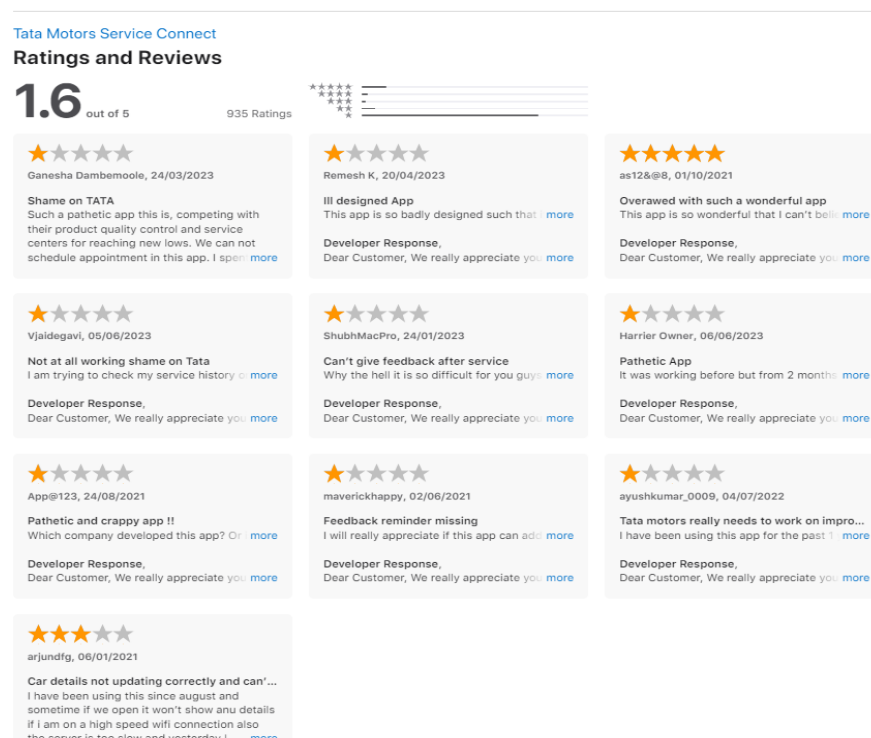 Tata Motors Service Connect
Ratings and Reviews
1.6 out of 5
935 Ratings
Ganesha Dambemoole, 24/03/2023
Shame on TATA
Such a pathetic app this is, competing with
their product quality control and service
centers for reaching new lows. We can not
schedule appointment in this app. I spen more
Remesh K, 20/04/2023
Ill designed App
This app is so badly designed such that more
Developer Response,
Dear Customer, We really appreciate you more
as12&@8, 01/10/2021
Overawed with such a wonderful app
This app is so wonderful that I can't more
Developer Response,
Dear Customer, We really appreciate you more
Vjaidegavi, 05/06/2023
Not at all working shame on Tata
I am trying to check my service history more
Developer Response,
Dear Customer, We really appreciate you more
ShubhMacPro, 24/01/2023
Can't give feedback after service
Why the hell it is so difficult for you guys more
Developer Response,
Dear Customer, We really appreciate you more
Harrier Owner, 06/06/2023
Pathetic App
It was working before but from 2 months more
Developer Response,
Dear Customer, We really appreciate you more
App@123, 24/08/2021
Pathetic and crappy app !!
Which company developed this app? Or more
Developer Response,
Dear Customer, We really appreciate you more
maverickhappy, 02/06/2021
Feedback reminder missing
I will really appreciate if this app can add more
Developer Response,
Dear Customer, We really appreciate you more
ayushkumar_0009, 04/07/2022
Tata motors really needs to work on impro...
I have been using this app for the past 1 more
Developer Response,
Dear Customer, We really appreciate you more
arjundfg, 06/01/2021
Car details not updating correctly and can'...
I have been using this since august and
sometime if we open it won't show anu details
if i am on a high speed wifi connection also
the server is too slow and yesterday I more